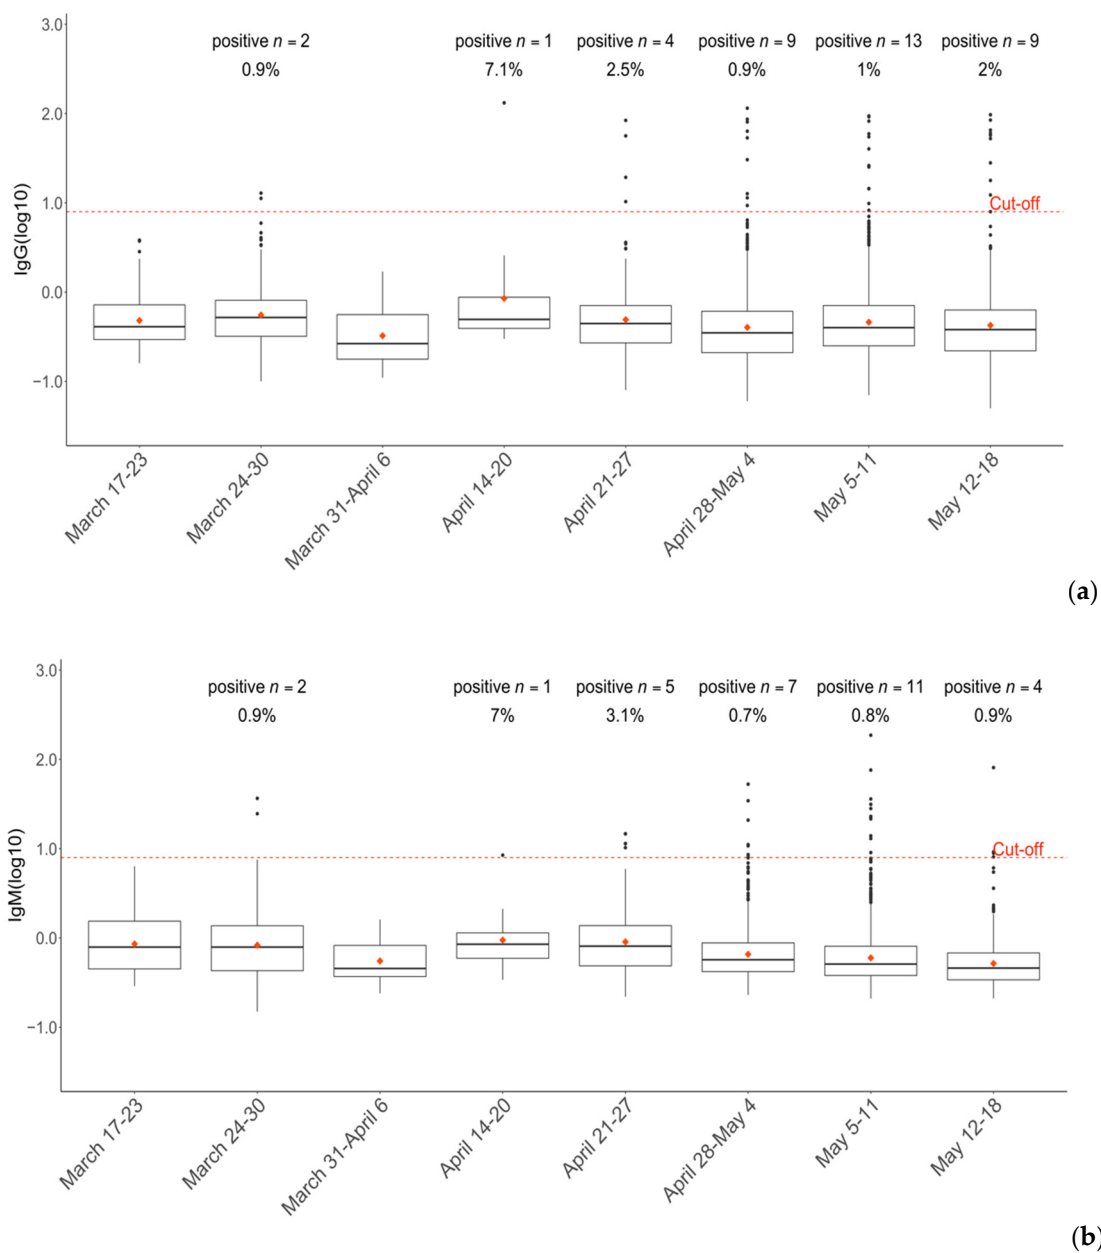 3.0
positive n = 2 positive n = 1 positive n = 4 positive n = 9 positive n = 13 positive n = 9
0.9% 7.1% 2.5% 0.9% 1% 2%
2.0
1.0
Cut-off
IgG(log10)
0.0
−1.0
March 17-23 March 24-30 March 31-April 6 April 14-20 April 21-27 April 28-May 4 May 5-11 May 12-18
(a)
3.0
positive n = 2 positive n = 1 positive n = 5 positive n = 7 positive n = 11 positive n = 4
0.9% 7% 3.1% 0.7% 0.8% 0.9%
2.0
1.0
Cut-off
IgM(log10)
0.0
−1.0
March 17-23 March 24-30 March 31-April 6 April 14-20 April 21-27 April 28-May 4 May 5-11 May 12-18
(b)